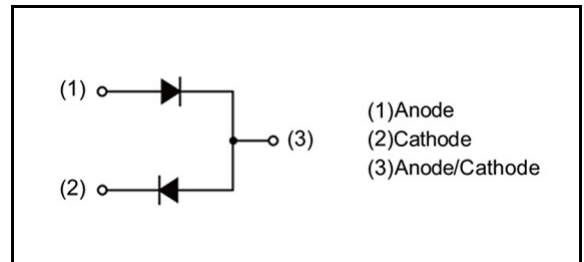 (1)
(3)
(2)
(1)Anode
(2)Cathode
(3)Anode/Cathode